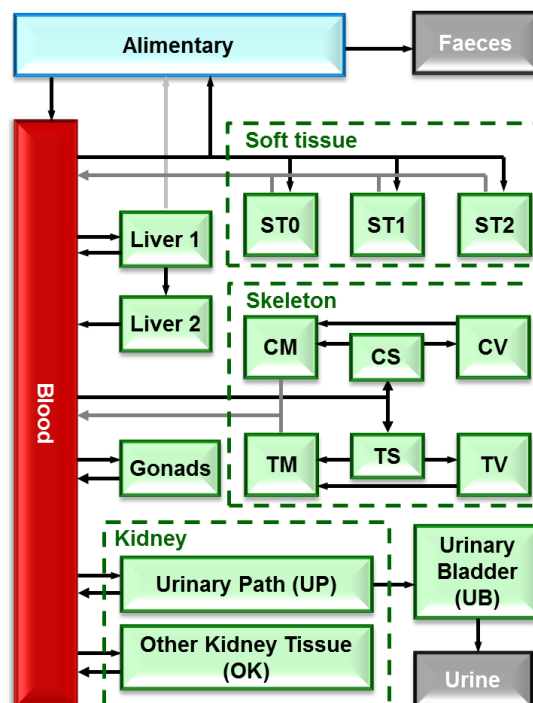 Alimentary
Faeces
Soft tissue
ST0
ST1
ST2
Liver 1
Liver 2
Skeleton
CM
CS
CV
Blood
TM
TS
TV
Gonads
Kidney
Urinary Path (UP)
Urinary
Bladder
(UB)
Other Kidney Tissue
(OK)
Urine